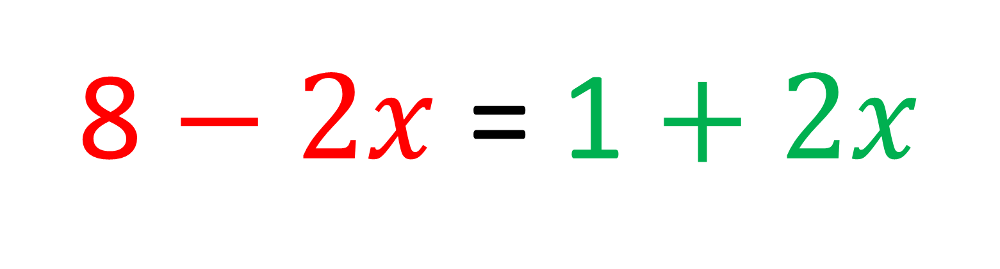 8 − 2x = 1 + 2x